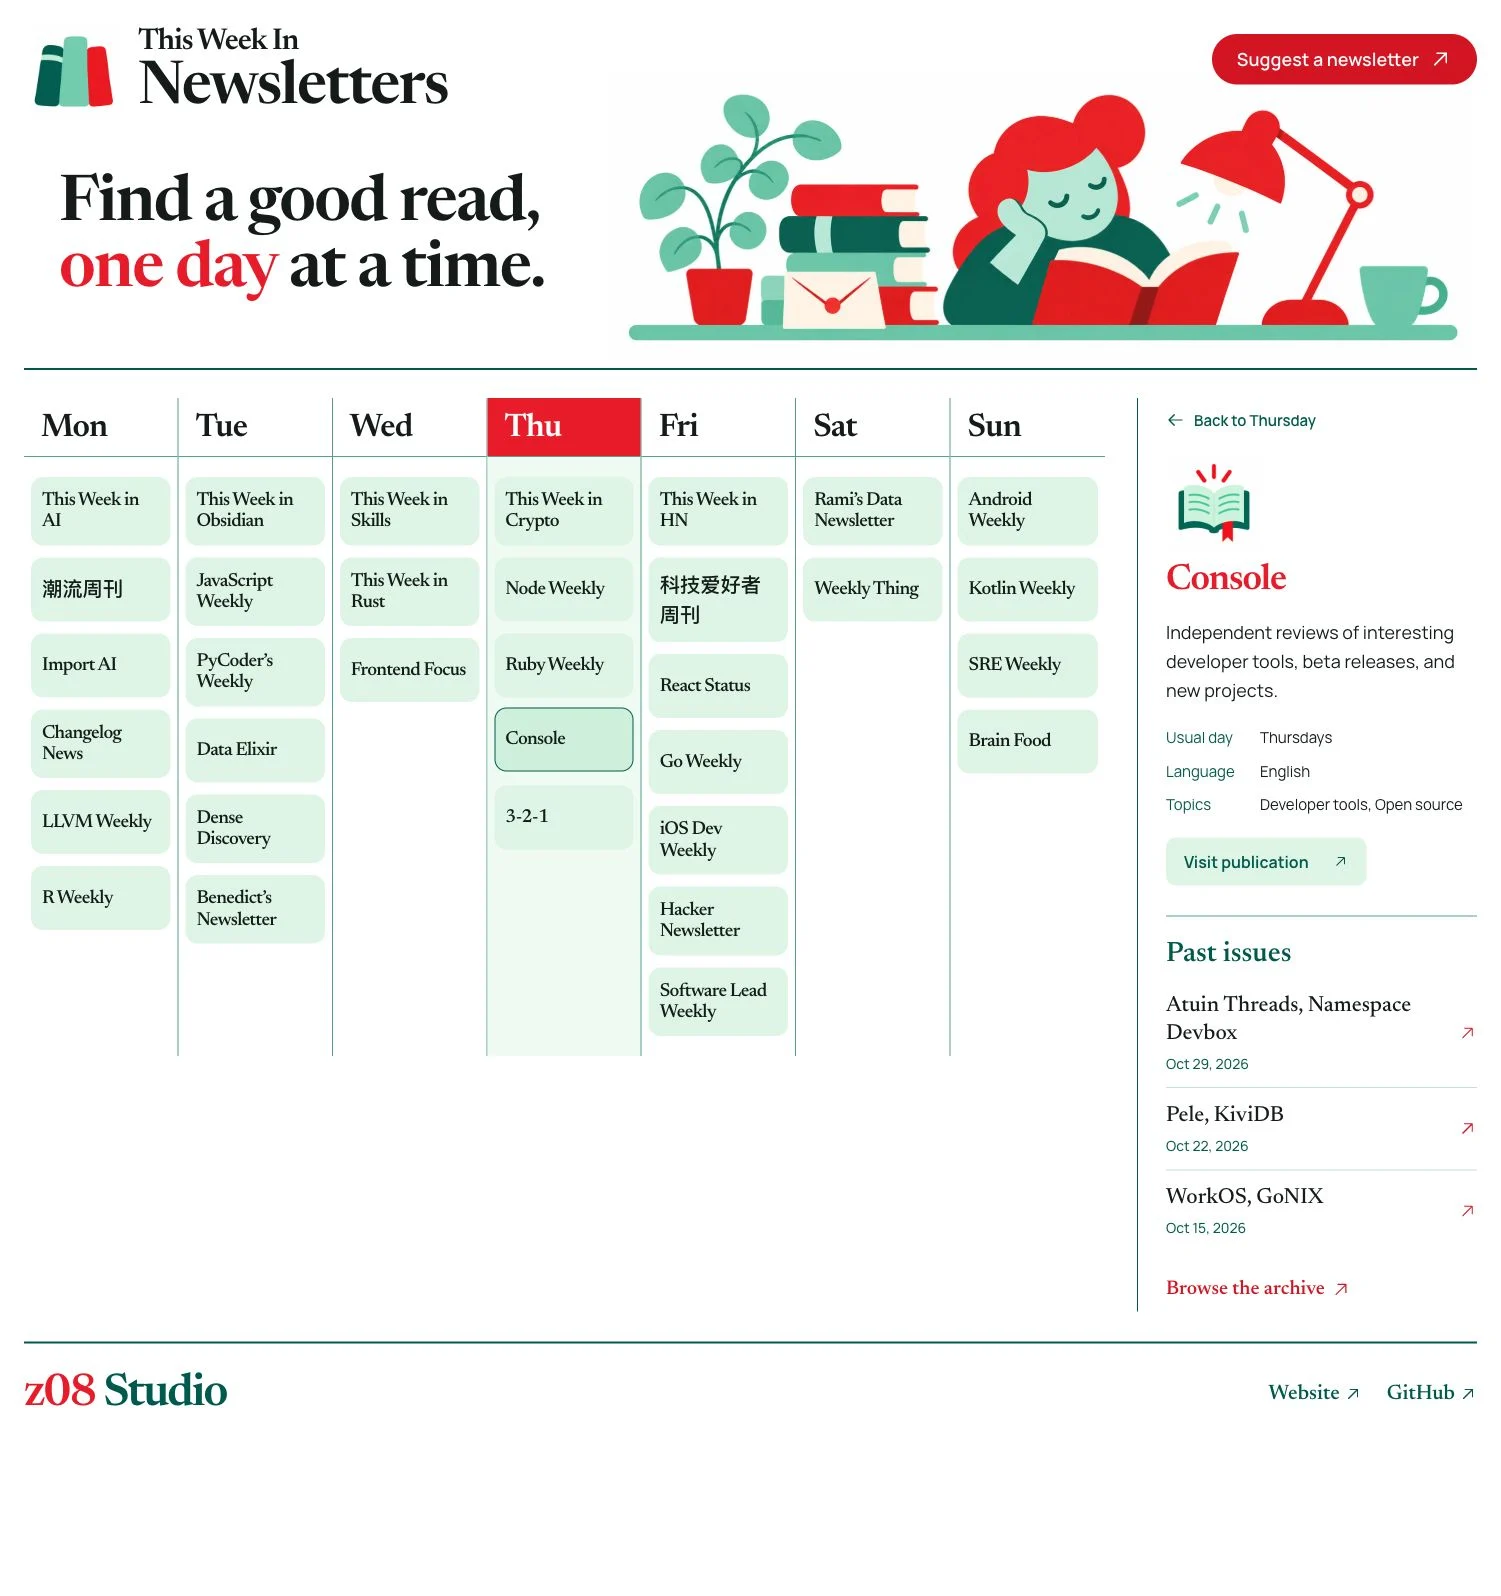 This Week In
Newsletters
Suggest a newsletter
Find a good read,
one day at a time.
Mon
Tue
Wed
Thu
Fri
Sat
Sun
This Week in
AI
潮流周刊
Import AI
Changelog
News
LLVM Weekly
R Weekly
This Week in
Obsidian
JavaScript
Weekly
PyCoder’s
Weekly
Data Elixir
Dense
Discovery
Benedict’s
Newsletter
This Week in
Skills
This Week in
Rust
Frontend Focus
This Week in
Crypto
Node Weekly
Ruby Weekly
Console
3-2-1
This Week in
HN
科技爱好者
周刊
React Status
Go Weekly
iOS Dev
Weekly
Hacker
Newsletter
Software Lead
Weekly
Rami’s Data
Newsletter
Weekly Thing
Android
Weekly
Kotlin Weekly
SRE Weekly
Brain Food
Back to Thursday
Console
Independent reviews of interesting
developer tools, beta releases, and
new projects.
Usual day Thursdays
Language English
Topics Developer tools, Open source
Visit publication
Past issues
Atuin Threads, Namespace
Devbox
Oct 29, 2026
Pele, KiviDB
Oct 22, 2026
WorkOS, GoNIX
Oct 15, 2026
Browse the archive
z08 Studio
Website
GitHub